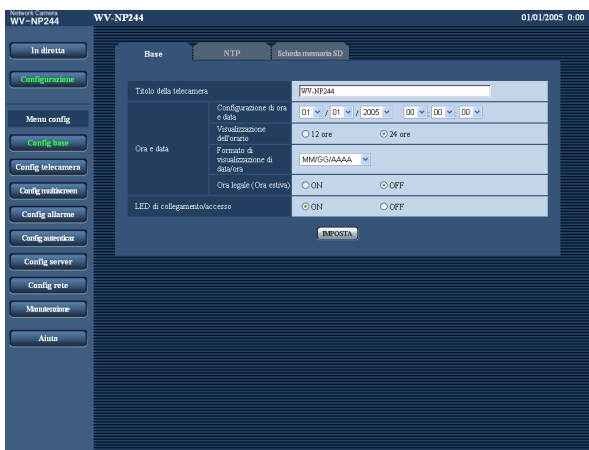 Network Camera
WV-NP244
WV-NP244
01/01/2005 0:00
In diretta
Configurazione
Menu config
Config base
Config telecamera
Config multiscreen
Config allarme
Config autenticaz
Config server
Config rete
Manutenzione
Aiuto
Base
NTP
Scheda memoria SD
Titolo della telecamera
WV-NP244
Ora e data
Configurazione di ora
e data
01 / 01 / 2005 00 : 00 : 00
Visualizzazione
dell'orario
12 ore 24 ore
Formato di
visualizzazione di
data/ora
MM/GG/AAAA
Ora legale (Ora estiva)
ON OFF
LED di collegamento/
accesso
ON OFF
IMPOSTA